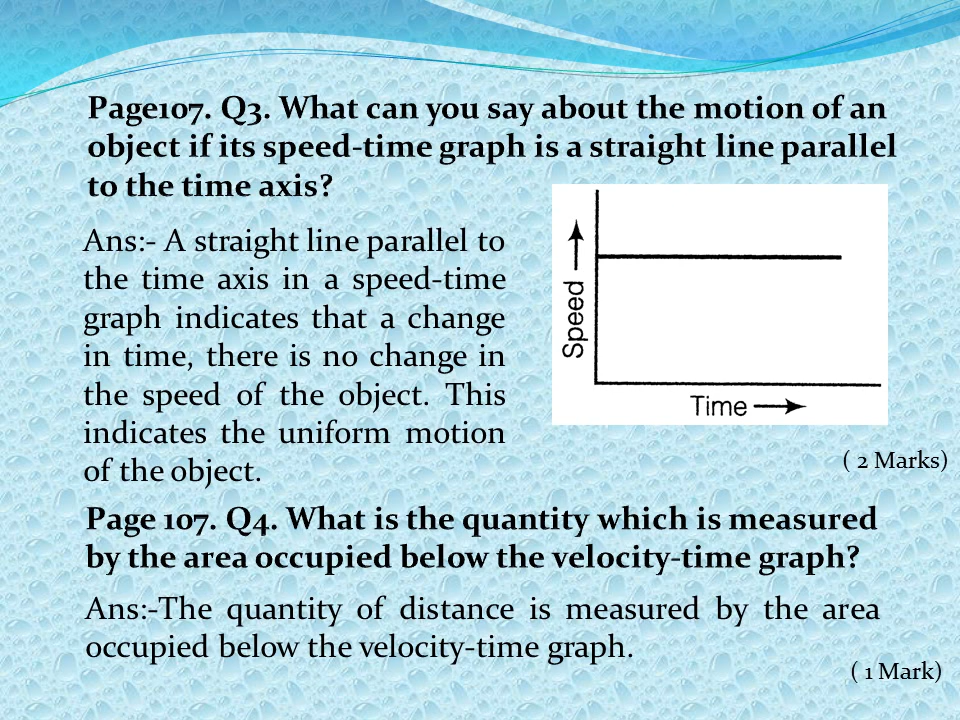 Page107. Q3. What can you say about the motion of an
object if its speed-time graph is a straight line parallel
to the time axis?
Ans:- A straight line parallel to
the time axis in a speed-time
graph indicates that a change
in time, there is no change in
the speed of the object. This
indicates the uniform motion
of the object.
Speed
Time
( 2 Marks)
Page 107. Q4. What is the quantity which is measured
by the area occupied below the velocity-time graph?
Ans:-The quantity of distance is measured by the area
occupied below the velocity-time graph.
( 1 Mark)